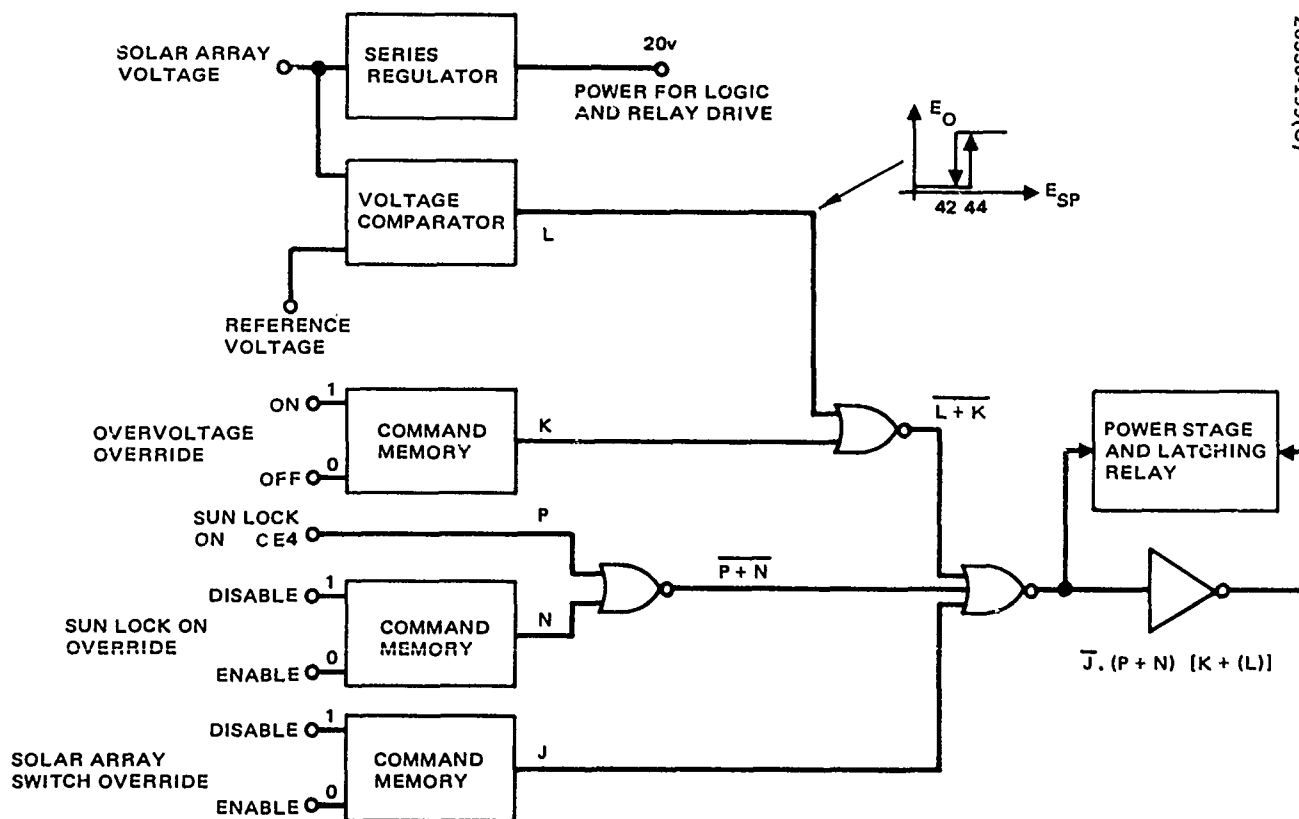 SOLAR ARRAY
VOLTAGE
SERIES
REGULATOR
20v
POWER FOR LOGIC
AND RELAY DRIVE
E_O
E_SP
42 44
VOLTAGE
COMPARATOR
L
REFERENCE
VOLTAGE
OVERVOLTAGE
OVERRIDE
ON
1
OFF
0
COMMAND
MEMORY
K
L + K
POWER STAGE
AND LATCHING
RELAY
SUN LOCK
ON CE4
P
P + N
SUN LOCK ON
OVERRIDE
DISABLE
1
ENABLE
0
COMMAND
MEMORY
N
J̅. (P + N) [K + (L)]
SOLAR ARRAY
SWITCH OVERRIDE
DISABLE
1
ENABLE
0
COMMAND
MEMORY
J